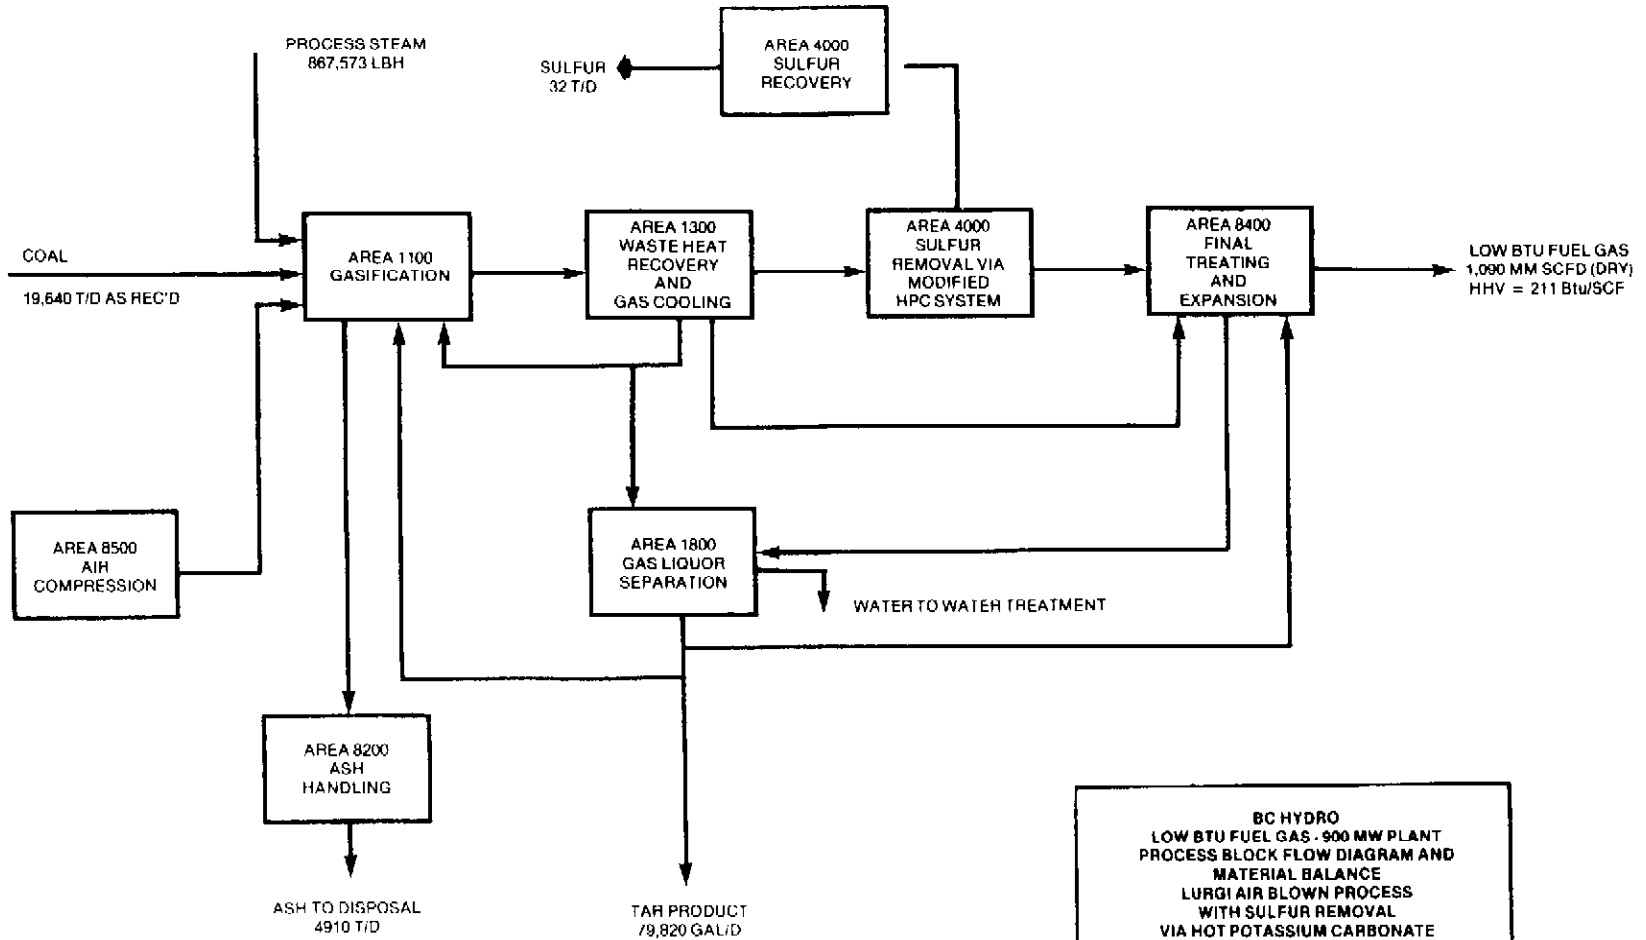 PROCESS STEAM
867,573 LBH
SULFUR
32 T/D
AREA 4000
SULFUR
RECOVERY
COAL
19,640 T/D AS REC'D
AREA 1100
GASIFICATION
AREA 1300
WASTE HEAT
RECOVERY
AND
GAS COOLING
AREA 4000
SULFUR
REMOVAL VIA
MODIFIED
HPC SYSTEM
AREA 8400
FINAL
TREATING
AND
EXPANSION
LOW BTU FUEL GAS
1,090 MM SCFD (DRY)
HHV = 211 Btu/SCF
AREA 8500
AIR
COMPRESSION
AREA 1800
GAS LIQUOR
SEPARATION
WATER TO WATER TREATMENT
AREA 8200
ASH
HANDLING
ASH TO DISPOSAL
4910 T/D
TAR PRODUCT
79,820 GAL/D
BC HYDRO
LOW BTU FUEL GAS - 900 MW PLANT
PROCESS BLOCK FLOW DIAGRAM AND
MATERIAL BALANCE
LURGI AIR BLOWN PROCESS
WITH SULFUR REMOVAL
VIA HOT POTASSIUM CARBONATE